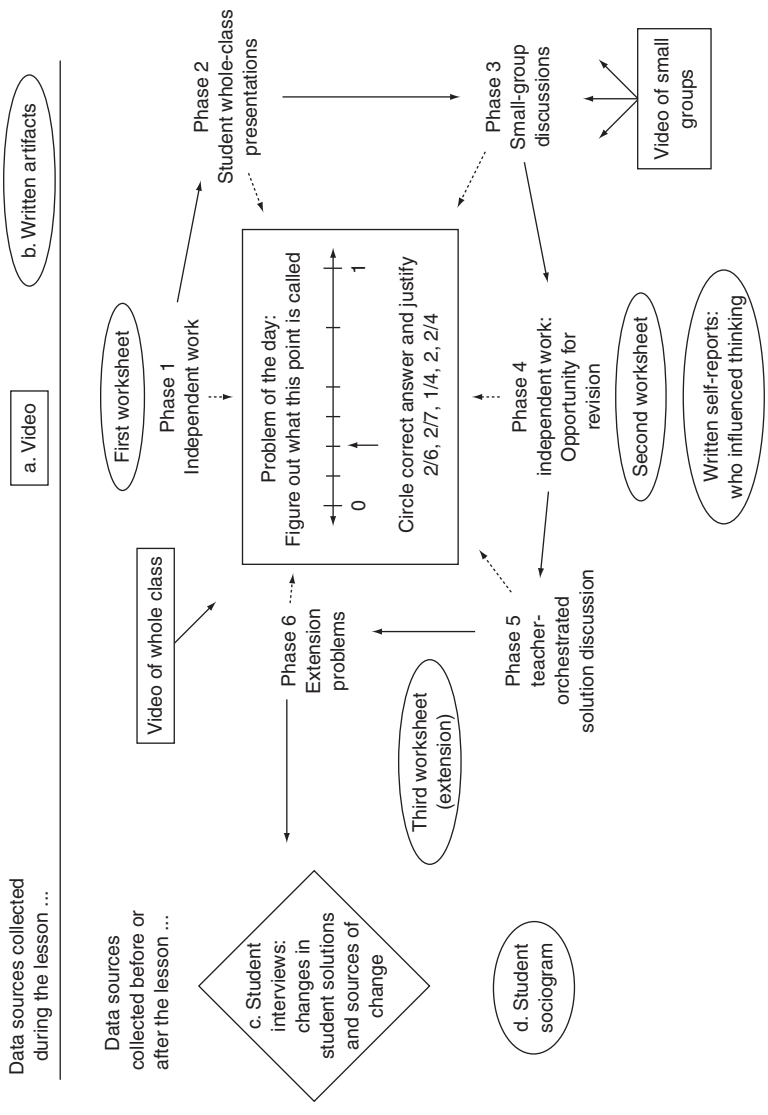 Data sources collected
during the lesson ...
a. Video
b. Written artifacts
Data sources
collected before or
after the lesson ...
Video of whole class
First worksheet
Phase 1
Independent work
Phase 2
Student whole-class
presentations
Problem of the day:
Figure out what this point is called
0
1
Circle correct answer and justify
2/6, 2/7, 1/4, 2, 2/4
Phase 3
Small-group
discussions
Video of small
groups
Phase 4
independent work:
Opportunity for
revision
Second worksheet
Written self-reports:
who influenced thinking
Phase 5
teacher-
orchestrated
solution discussion
Phase 6
Extension
problems
Third worksheet
(extension)
c. Student
interviews:
changes in
student solutions
and sources of
change
d. Student
sociogram